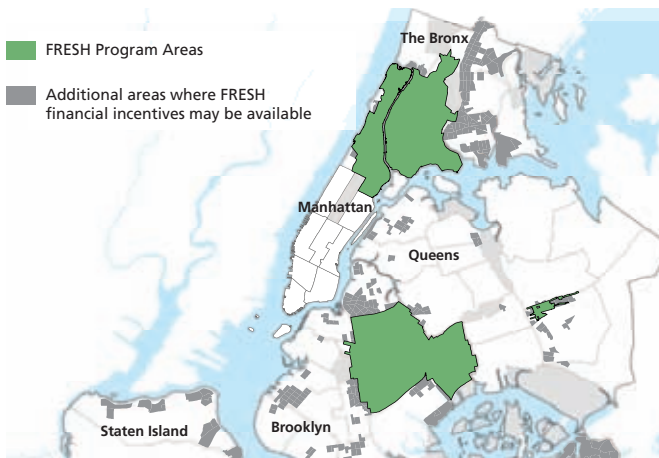 The Bronx
FRESH Program Areas
Additional areas where FRESH
financial incentives may be available
Manhattan
Queens
Staten Island
Brooklyn